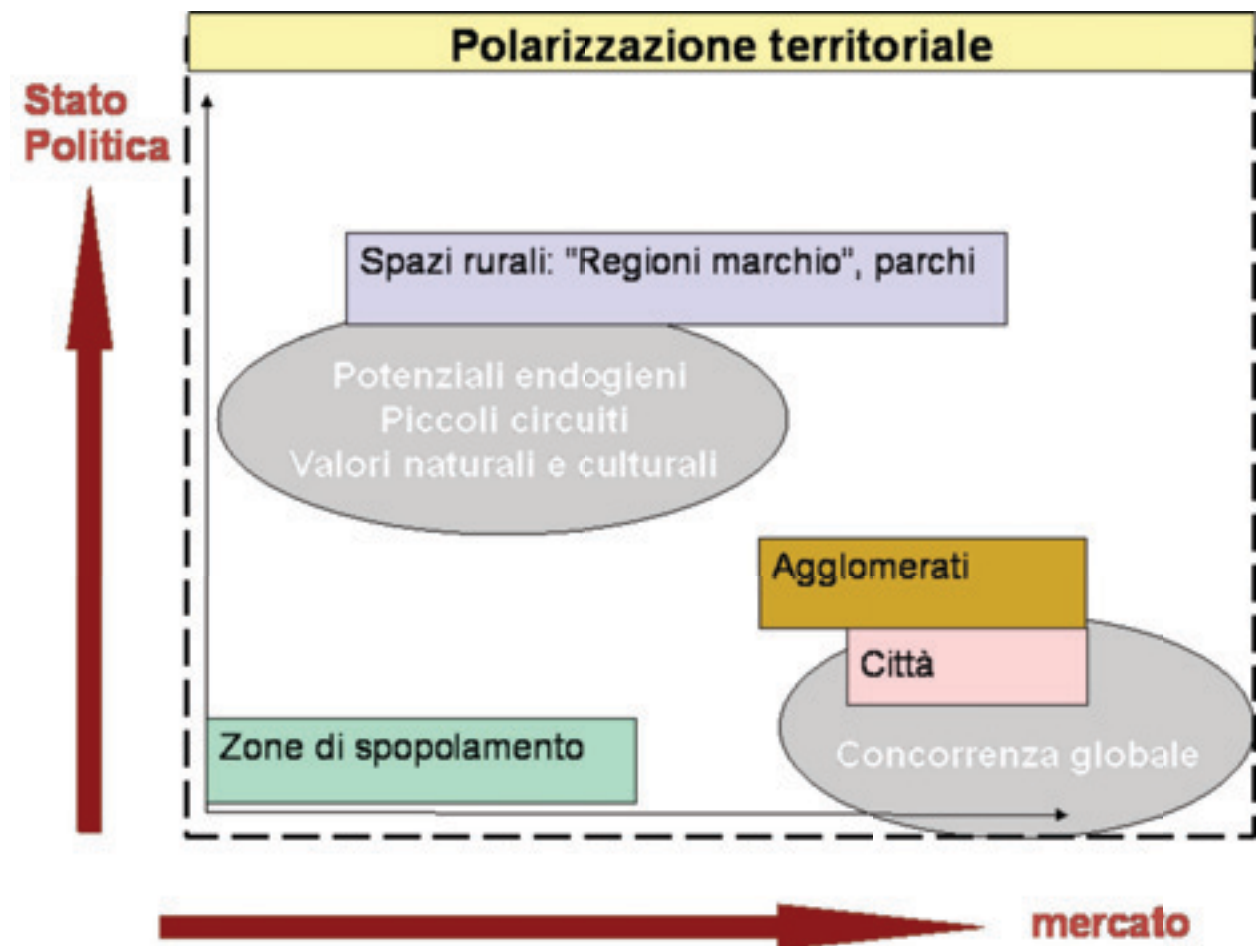 Polarizzazione territoriale
Stato
Politica
Spazi rurali: "Regioni marchio", parchi
Potenziali endogieni
Piccoli circuiti
Valori naturali e culturali
Agglomerati
Città
Zone di spopolamento
Concorrenza globale
mercato